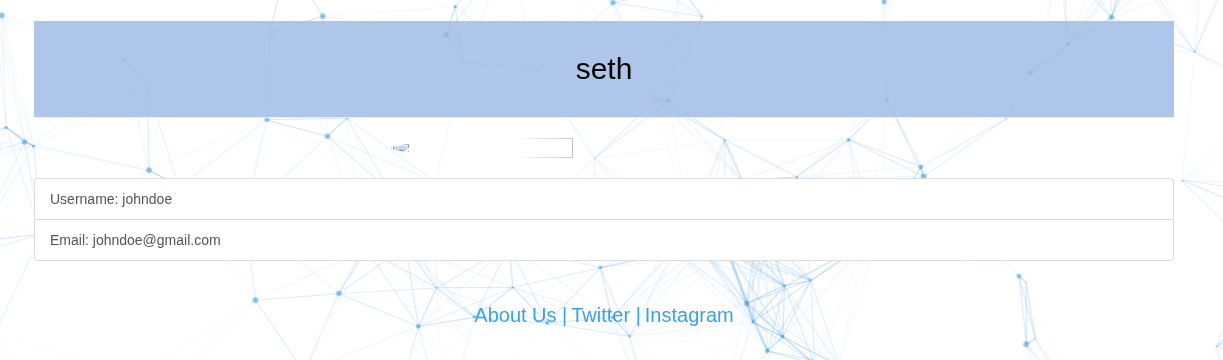 seth
Username: johndoe
Email: johndoe@gmail.com
About Us | Twitter | Instagram